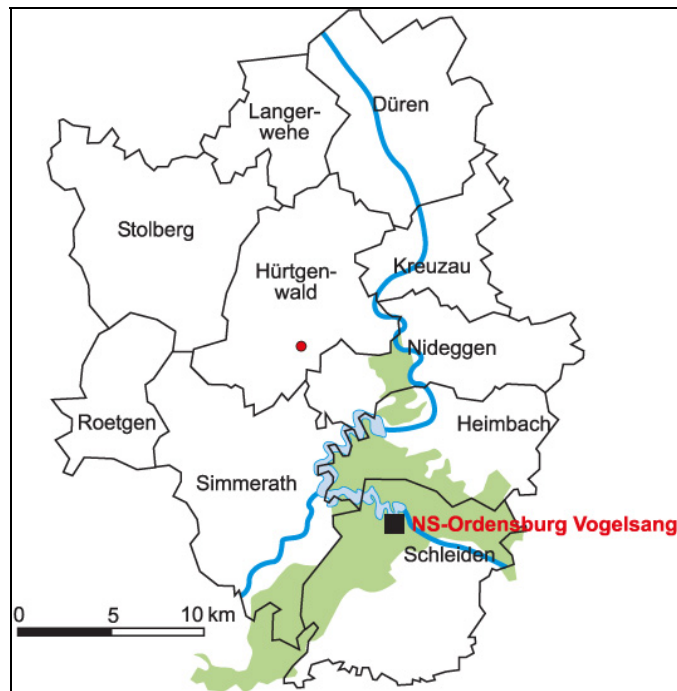 Düren
Langer-
wehe
Stolberg
Hürtgen-
wald
Kreuzau
Nideggen
Roetgen
Heimbach
Simmerath
NS-Ordensburg Vogelsang
Schleiden
0 5 10 km